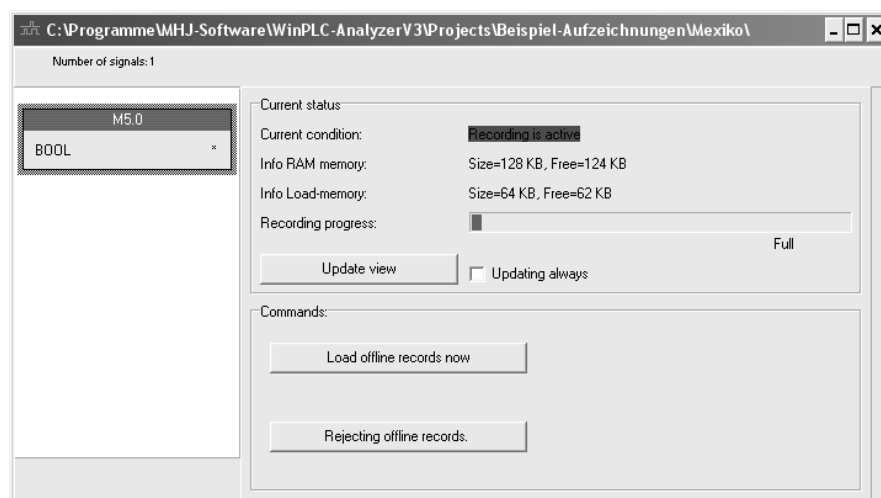 C:\Programme\MHJ-Software\WinPLC-AnalyzerV3\Projects\Beispiel-Aufzeichnungen\Mexiko\
Number of signals: 1
M5.0
BOOL *
Current status
Current condition: Recording is active
Info RAM memory: Size=128 KB, Free=124 KB
Info Load-memory: Size=64 KB, Free=62 KB
Recording progress:
Full
Update view Updating always
Commands:
Load offline records now
Rejecting offline records.